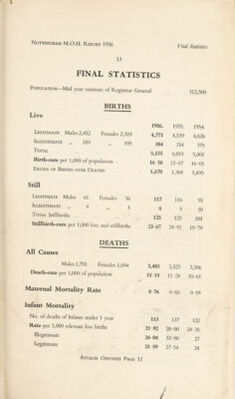 NOTTINGHAM M.O.H. REPORT 1956 Vital Statistics
53
FINAL STATISTICS
POPULATION—Mid year estimate of Registrar General 312,500
BIRTHS
Live
1956. 1955. 1954.
LEGITIMATE Males 2,452 Females 2,319 4,771 4,539 4,626
ILLEGITIMATE „ 189 „ 195 384 354 375
TOTAL 5,155 4,893 5,001
Birth-rate per 1,000 of population 16·50 15·67 16·05
EXCESS OF BIRTHS OVER DEATHS 1,670 1,368 1,695
Still
LEGITIMATE Males 61 Females 56 117 116 91
ILLEGITIMATE „ 4 „ 4 8 9 10
TOTAL Stillbirths 125 125 101
Stillbirth-rate per 1,000 live and stillbirths 23·67 24·91 19·79
DEATHS
All Causes
Males 1,791 Females 1,694 3,485 3,525 3,306
Death-rate per 1,000 of population 11·15 11·28 10·61
Maternal Mortality Rate 0·76 0·60 0·59
Infant Mortality
No. of deaths of Infants under 1 year 113 137 122
Rate per 1,000 relevant live births 21·92 28·00 24·35
Illegitimate 26·04 33·90 27
Legitimate 21·59 27·54 24
ATTACH OPPOSITE PAGE 12